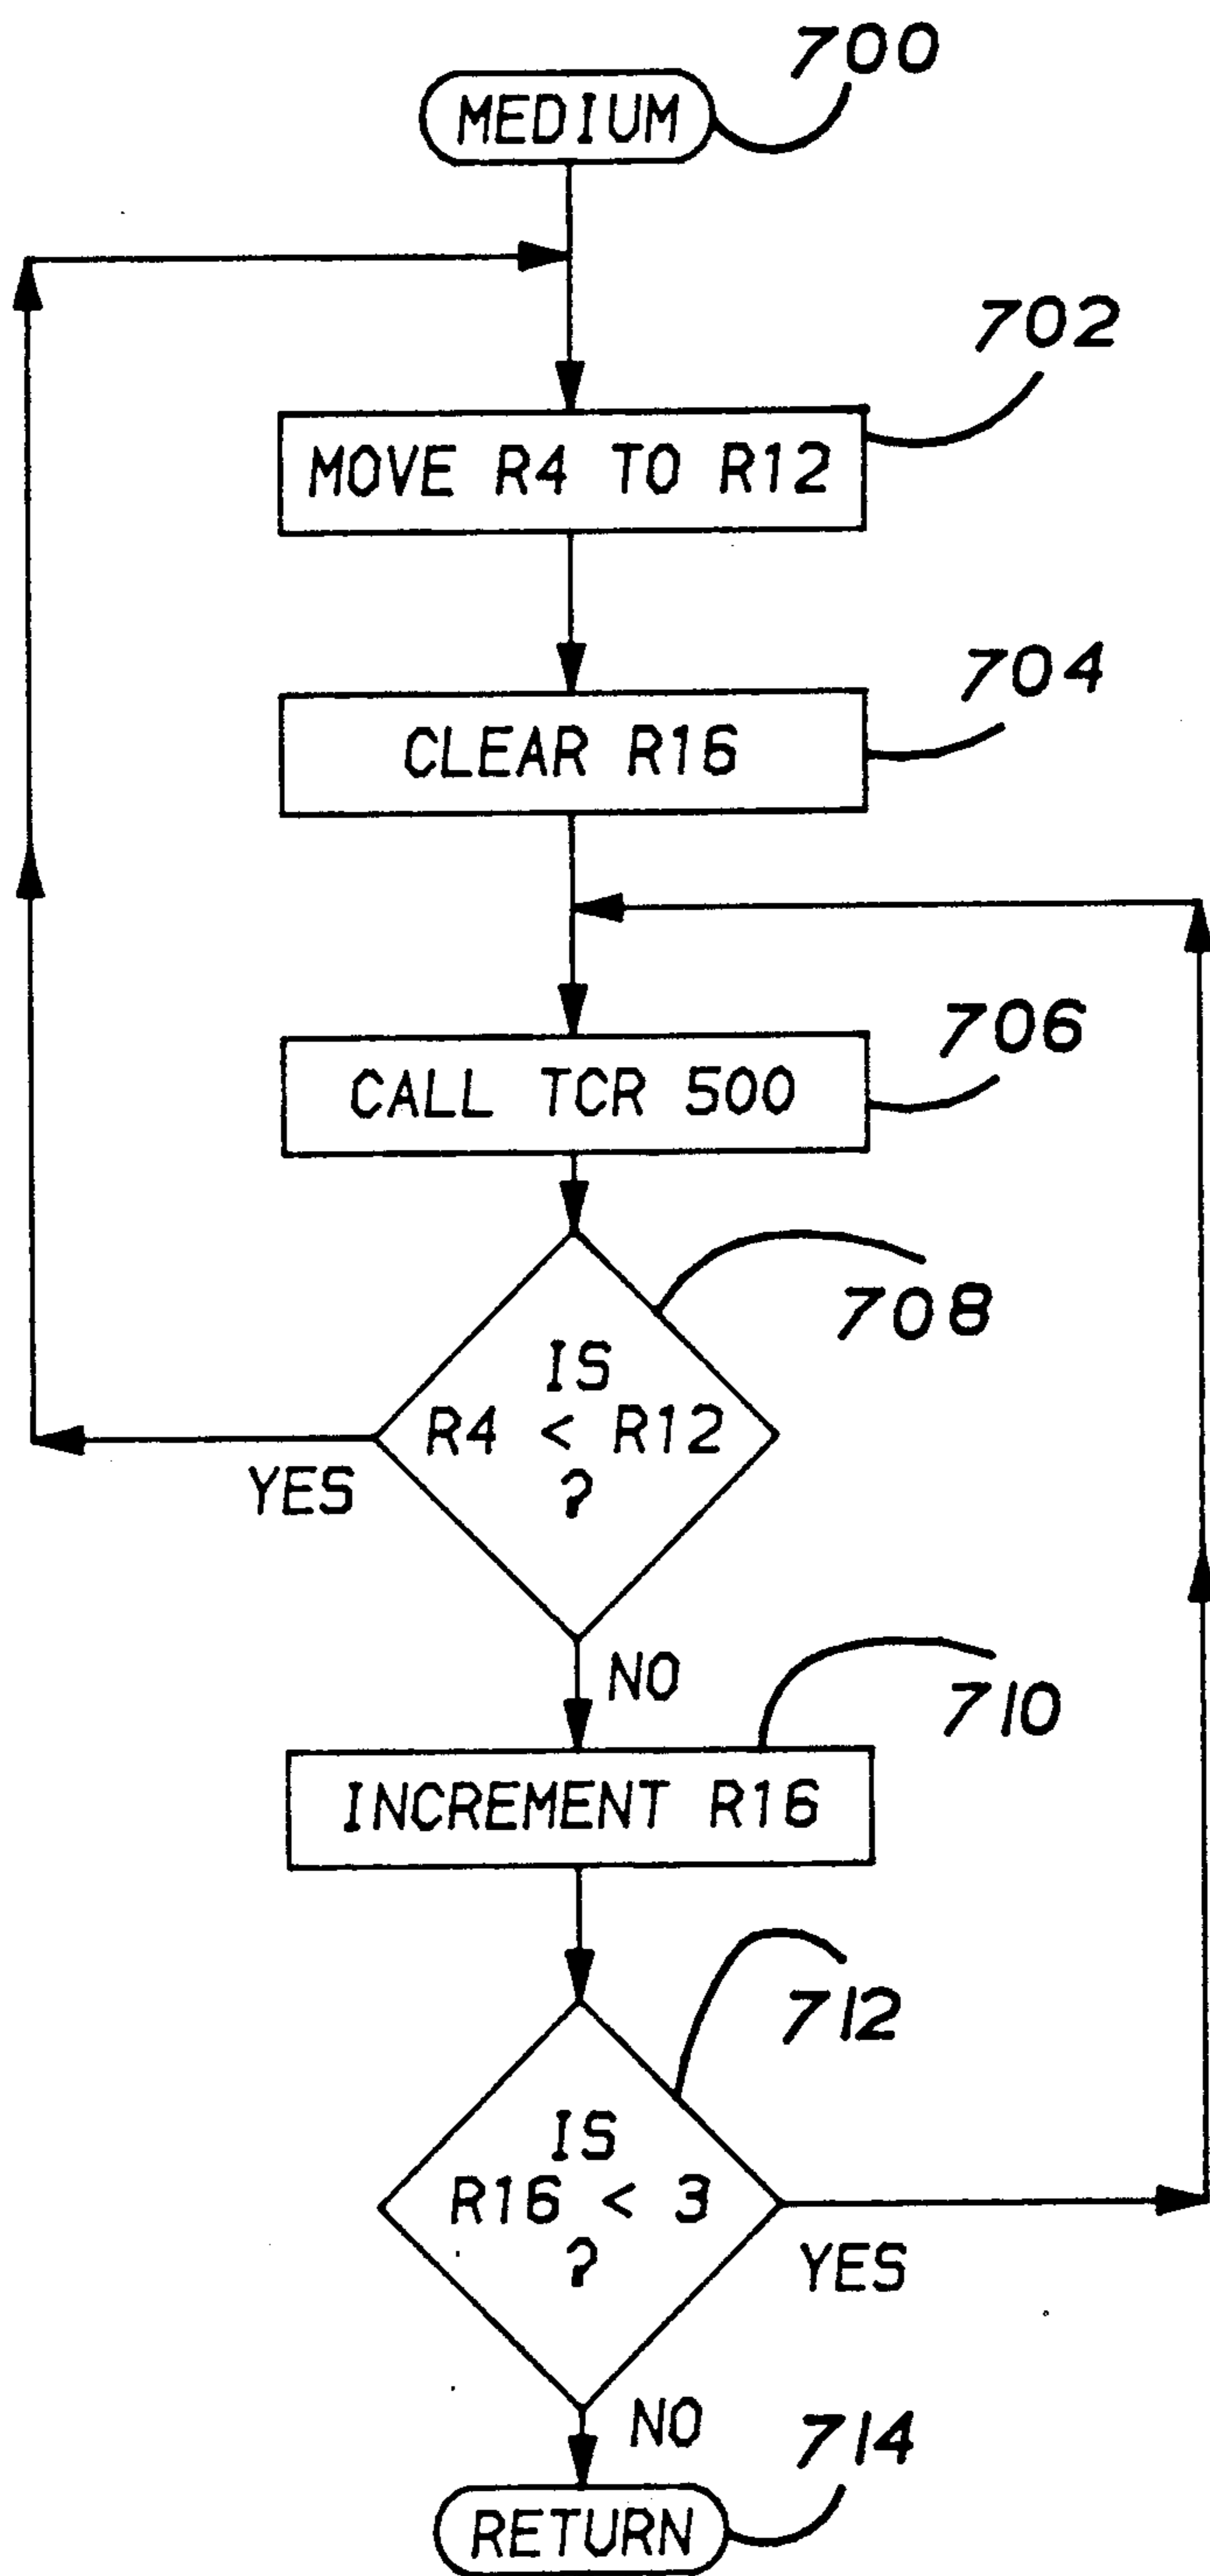 700
MEDIUM
702
MOVE R4 TO R12
704
CLEAR R16
706
CALL TCR 500
708
IS
R4 < R12
?
YES
NO
710
INCREMENT R16
712
IS
R16 < 3
?
YES
NO
714
RETURN